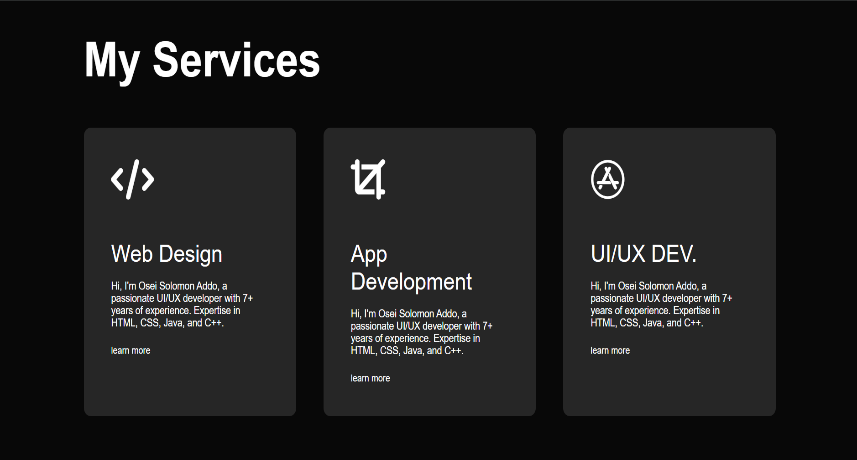 My Services
Web Design
Hi, I'm Osei Solomon Addo, a
passionate UI/UX developer with 7+
years of experience. Expertise in
HTML, CSS, Java, and C++.
learn more
App
Development
Hi, I'm Osei Solomon Addo, a
passionate UI/UX developer with 7+
years of experience. Expertise in
HTML, CSS, Java, and C++.
learn more
UI/UX DEV.
Hi, I'm Osei Solomon Addo, a
passionate UI/UX developer with 7+
years of experience. Expertise in
HTML, CSS, Java, and C++.
learn more